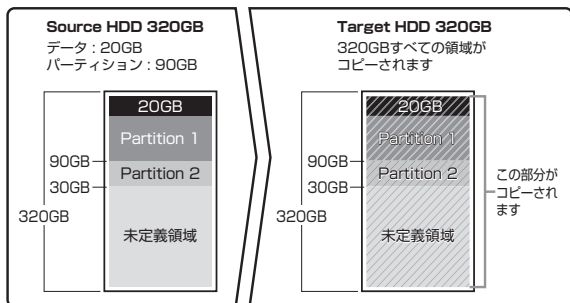 Source HDD 320GB
データ：20GB
パーティション：90GB
20GB
Partition 1
90GB
Partition 2
30GB
320GB
未定義領域
Target HDD 320GB
320GBすべての領域が
コピーされます
20GB
Partition 1
90GB
Partition 2
30GB
320GB
未定義領域
この部分が
コピーされ
ます